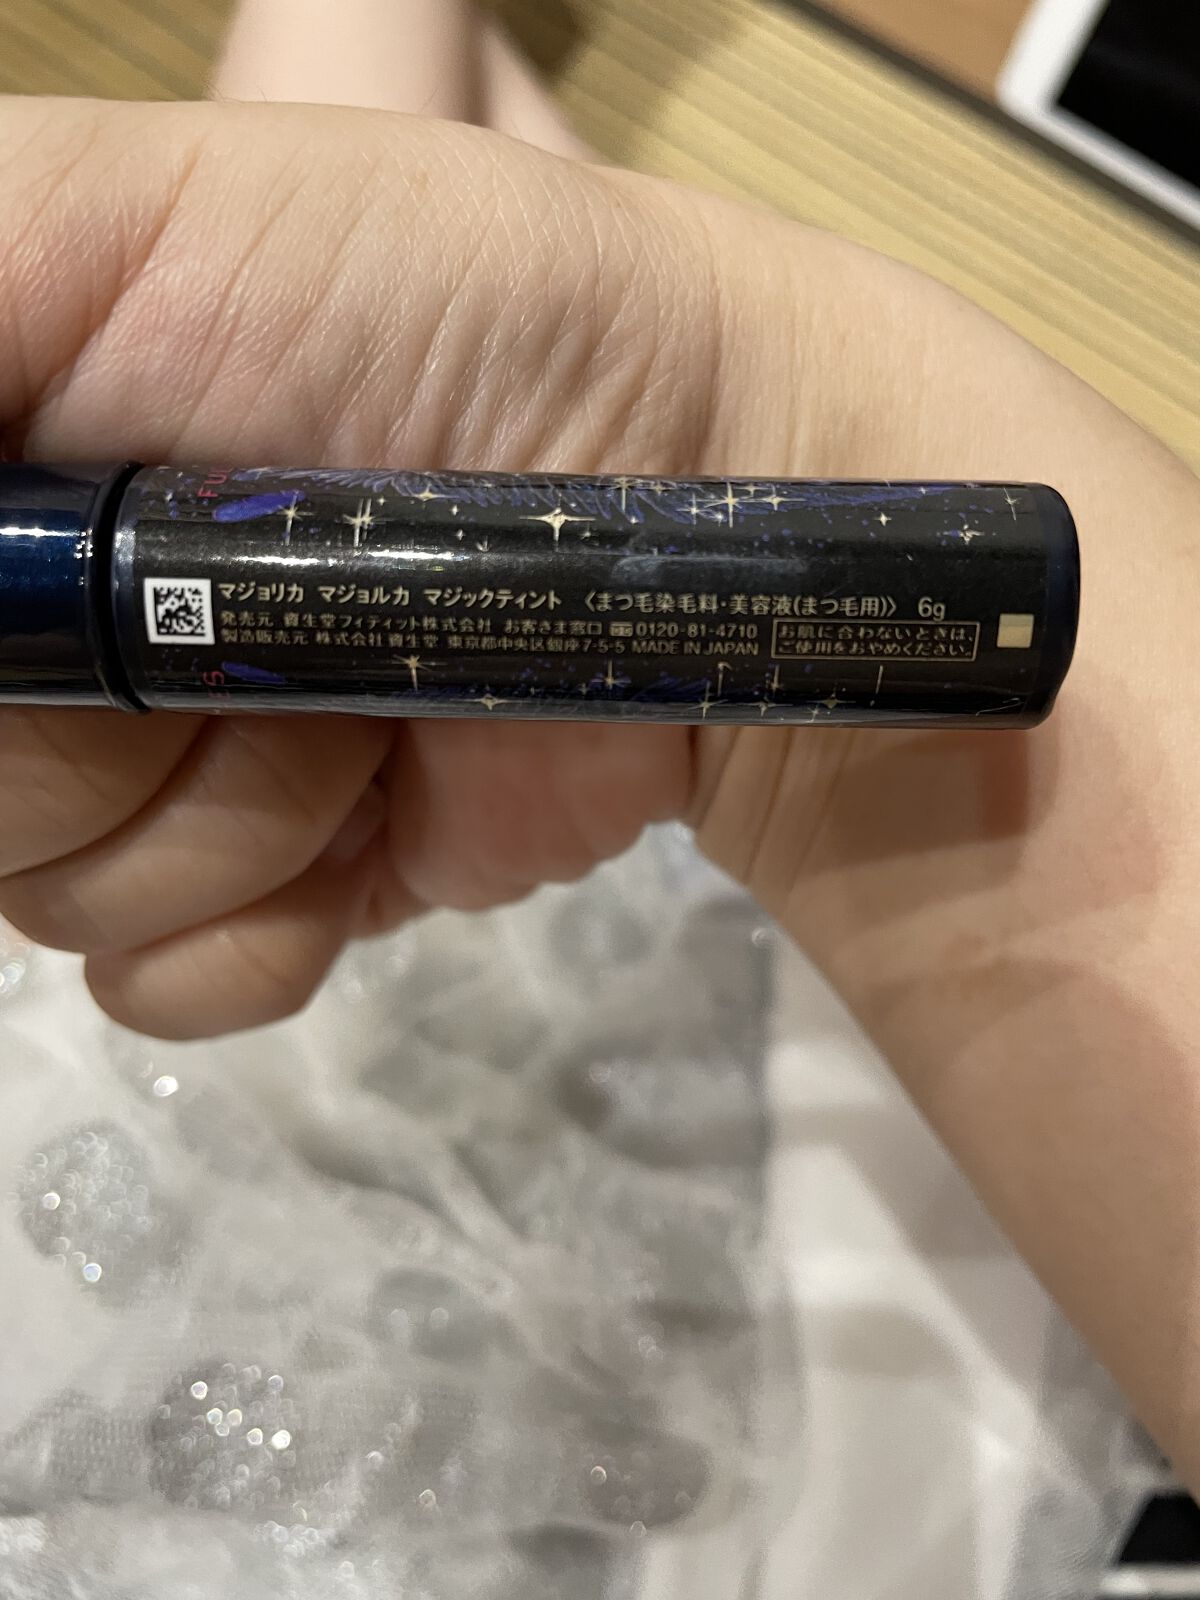 FU
マジョリカ マジョルカ マジックティント 〈まつ毛染毛料・美容液(まつ毛用)〉 6g
発売元 資生堂フィティット株式会社 お客さま窓口 0120-81-4710
製造販売元 株式会社 資生堂 東京都中央区銀座7-5-5 MADE IN JAPAN
お肌に合わないときは、
ご使用をおやめください。
ES